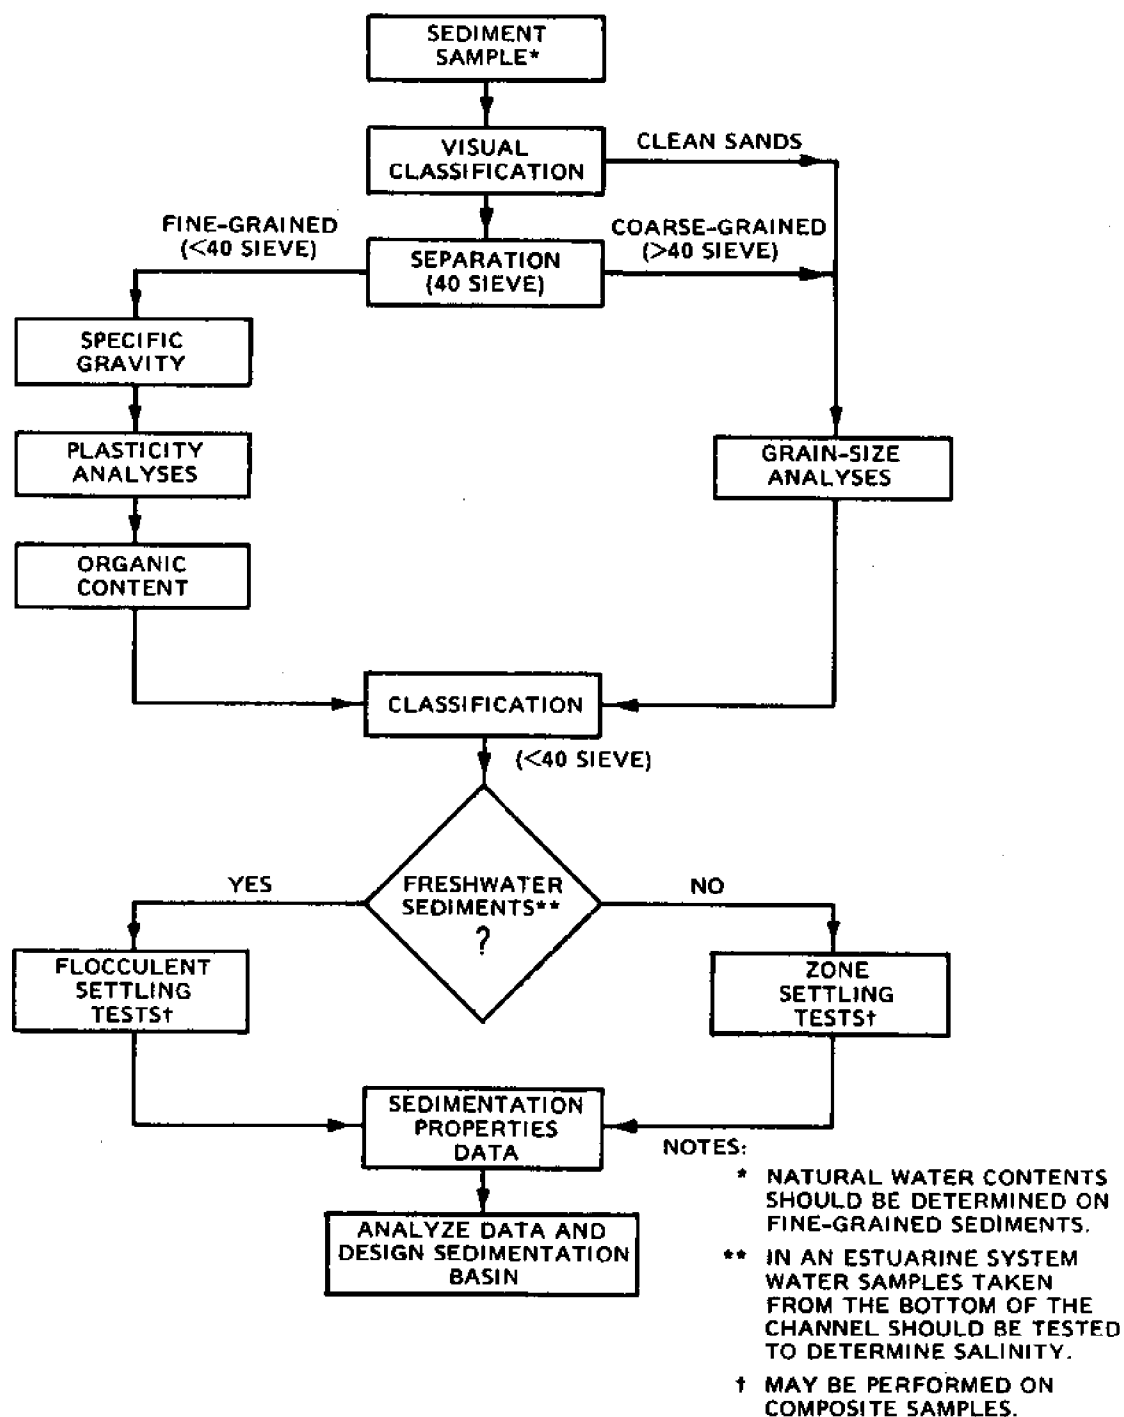 SEDIMENT
SAMPLE*
VISUAL
CLASSIFICATION
CLEAN SANDS
FINE-GRAINED
(<40 SIEVE)
SEPARATION
(40 SIEVE)
COARSE-GRAINED
(>40 SIEVE)
SPECIFIC
GRAVITY
PLASTICITY
ANALYSES
GRAIN-SIZE
ANALYSES
ORGANIC
CONTENT
CLASSIFICATION
(<40 SIEVE)
YES
FRESHWATER
SEDIMENTS**
?
NO
FLOCCULENT
SETTLING
TESTS†
ZONE
SETTLING
TESTS†
SEDIMENTATION
PROPERTIES
DATA
ANALYZE DATA AND
DESIGN SEDIMENTATION
BASIN
NOTES:
* NATURAL WATER CONTENTS
SHOULD BE DETERMINED ON
FINE-GRAINED SEDIMENTS.
** IN AN ESTUARINE SYSTEM
WATER SAMPLES TAKEN
FROM THE BOTTOM OF THE
CHANNEL SHOULD BE TESTED
TO DETERMINE SALINITY.
† MAY BE PERFORMED ON
COMPOSITE SAMPLES.